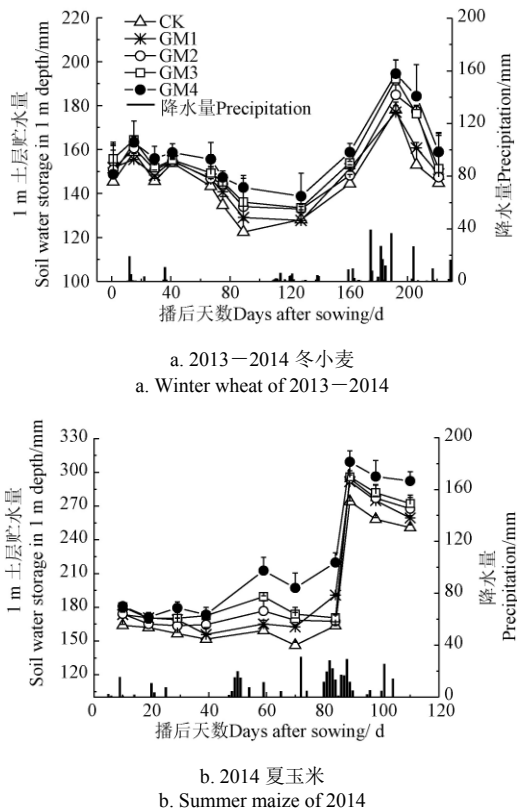 CK
GM1
GM2
GM3
GM4
降水量Precipitation
220
200
180
160
140
120
100
1 m 土层贮水量
Soil water storage in 1 m depth/mm
200
160
120
80
40
0
降水量Precipitation/mm
0 40 80 120 160 200
播后天数Days after sowing/d
a. 2013－2014 冬小麦
a. Winter wheat of 2013－2014
330
300
270
240
210
180
150
120
1 m 土层贮水量
Soil water storage in 1 m depth/mm
200
160
120
80
40
0
降水量
Precipitation/mm
0 20 40 60 80 100 120
播后天数Days after sowing/ d
b. 2014 夏玉米
b. Summer maize of 2014